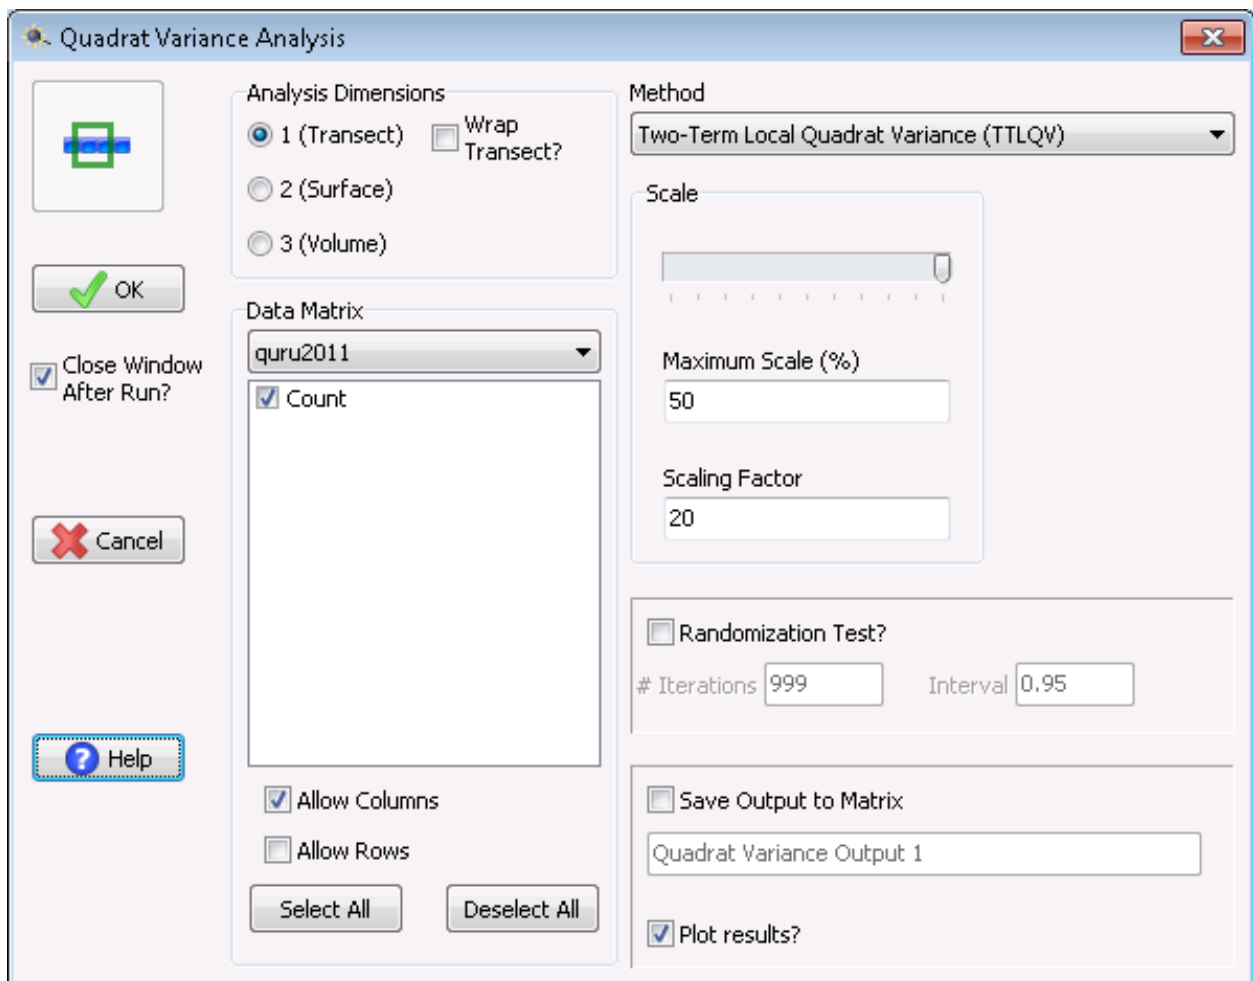 Quadrat Variance Analysis
OK
Close Window
After Run?
Cancel
Help
Analysis Dimensions
1 (Transect)
Wrap
Transect?
2 (Surface)
3 (Volume)
Data Matrix
quru2011
Count
Allow Columns
Allow Rows
Select All
Deselect All
Method
Two-Term Local Quadrat Variance (TTLQV)
Scale
Maximum Scale (%)
50
Scaling Factor
20
Randomization Test?
# Iterations 999 Interval 0.95
Save Output to Matrix
Quadrat Variance Output 1
Plot results?